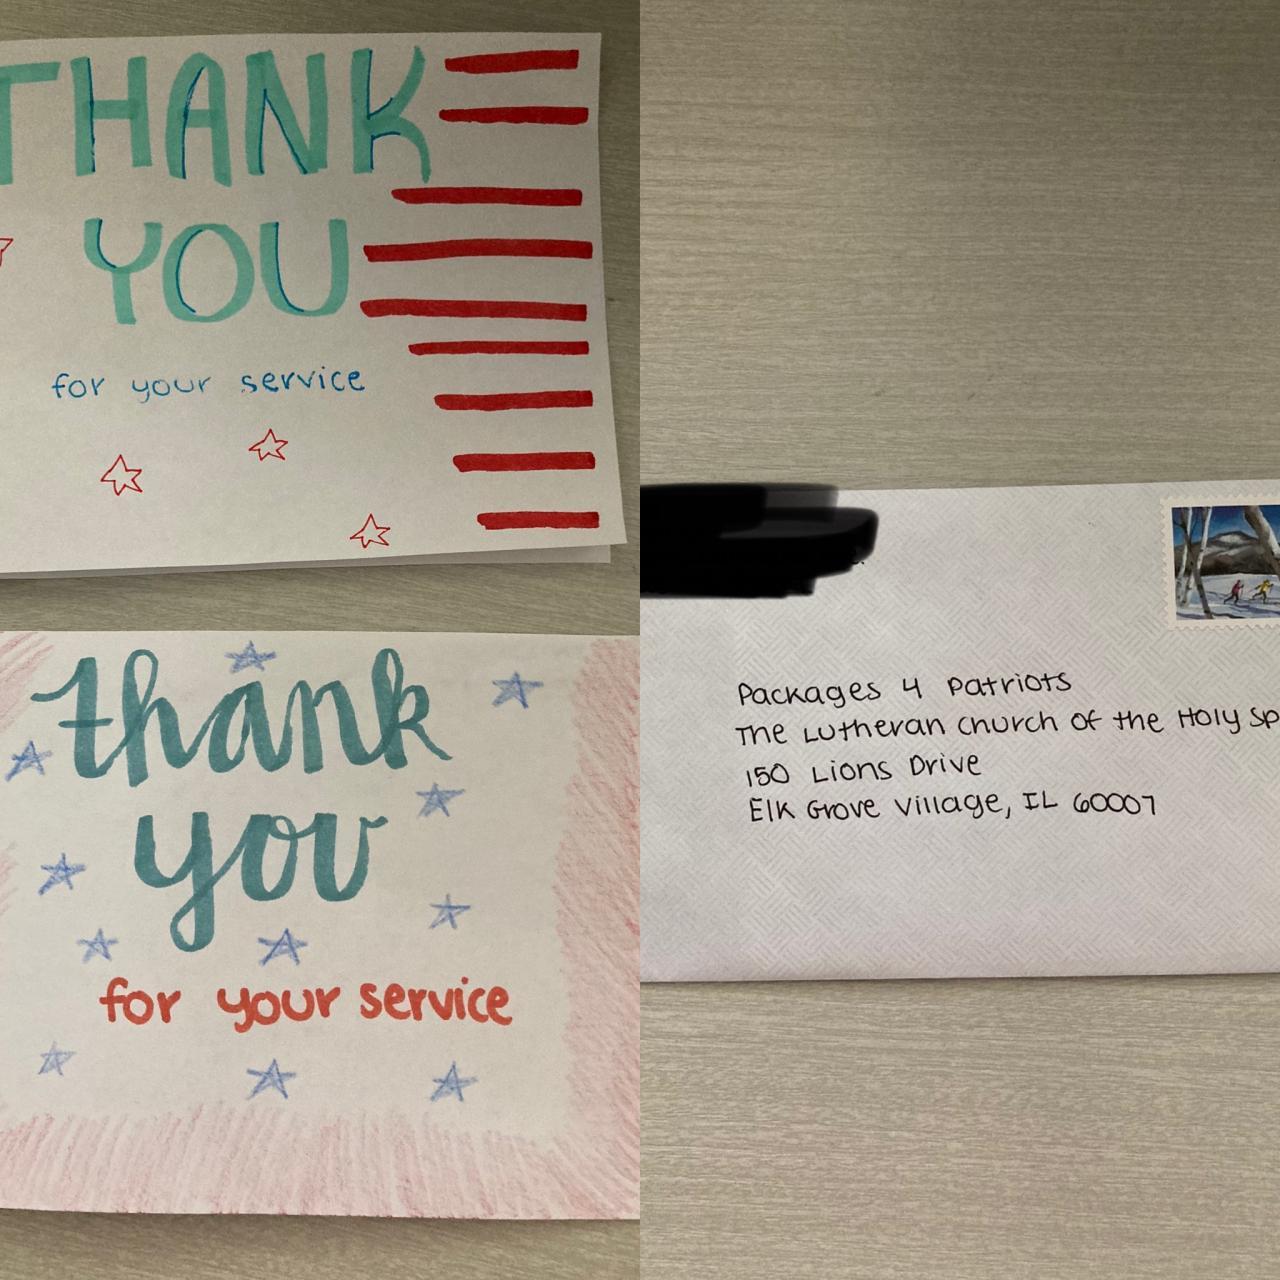 THANK
YOU
for your service
thank
you
for your service
Packages 4 Patriots
The Lutheran Church of the Holy Sp
150 Lions Drive
Elk Grove Village, IL 60007